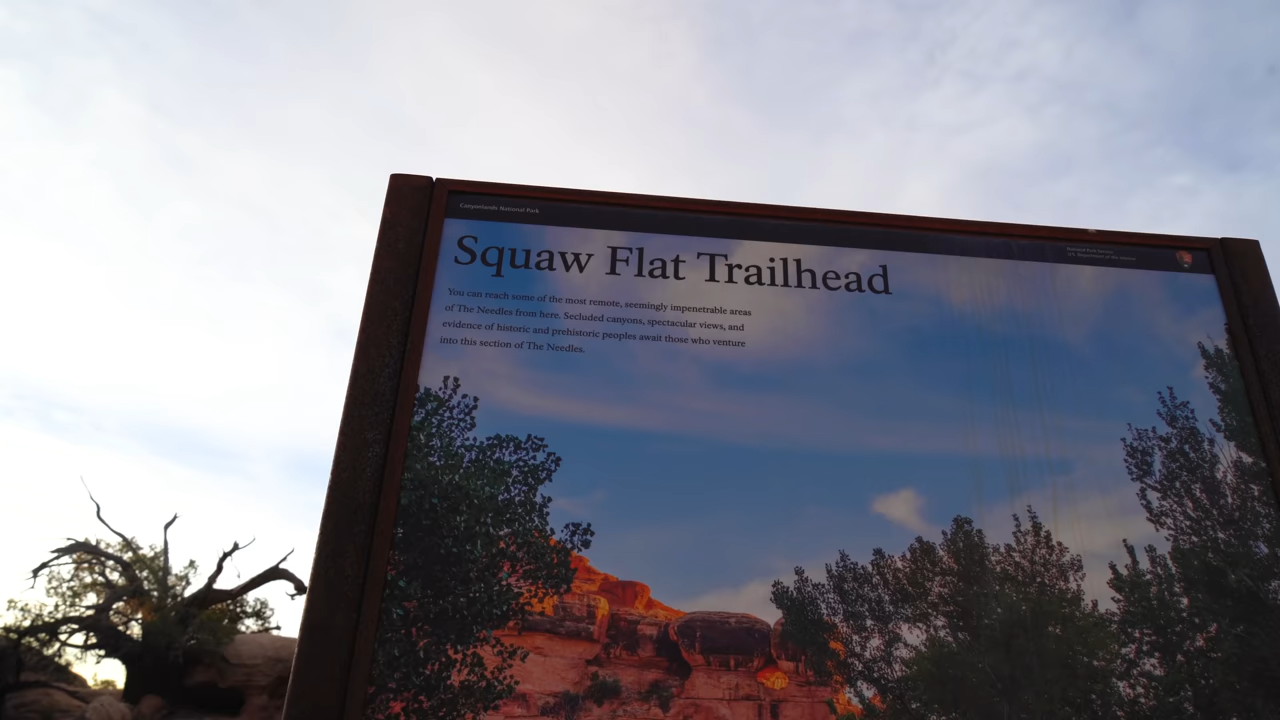 Canyonlands National Park
National Park Service
U.S. Department of the Interior
Squaw Flat Trailhead
You can reach some of the most remote, seemingly impenetrable areas
of The Needles from here. Secluded canyons, spectacular views, and
evidence of historic and prehistoric peoples await those who venture
into this section of The Needles.